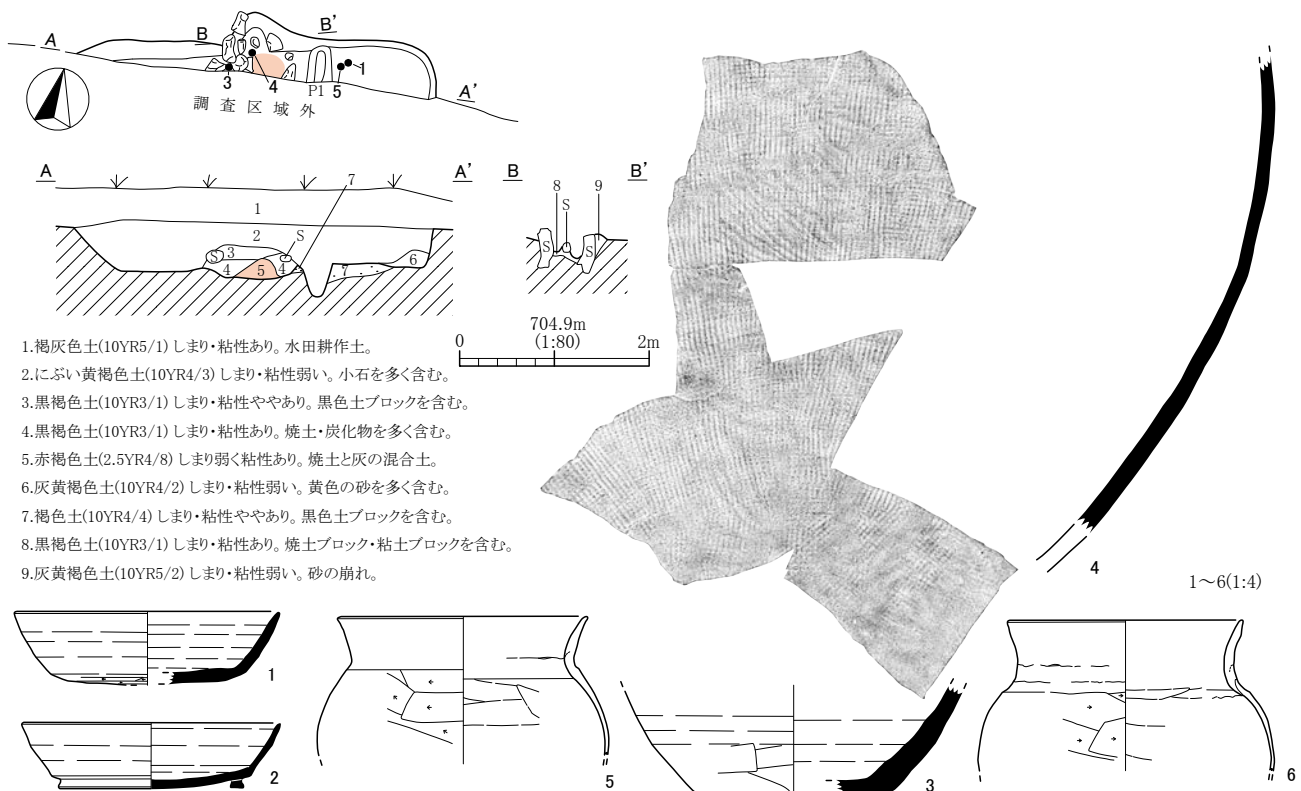 A
B
B'
1
3
4
P1
5
A'
調査区域外
A
A'
7
B
B'
1
2
S
S
3
4
5
4
7
6
8
9
S
S
S
704.9m
0
(1:80)
2m
1.褐灰色土(10YR5/1)しまり・粘性あり。水田耕作土。
2.にぶい黄褐色土(10YR4/3)しまり・粘性弱い。小石を多く含む。
3.黒褐色土(10YR3/1)しまり・粘性ややあり。黒色土ブロックを含む。
4.黒褐色土(10YR3/1)しまり・粘性あり。焼土・炭化物を多く含む。
5.赤褐色土(2.5YR4/8)しまり弱く粘性あり。焼土と灰の混合土。
6.灰黄褐色土(10YR4/2)しまり・粘性弱い。黄色の砂を多く含む。
7.褐色土(10YR4/4)しまり・粘性ややあり。黒色土ブロックを含む。
8.黒褐色土(10YR3/1)しまり・粘性あり。焼土ブロック・粘土ブロックを含む。
9.灰黄褐色土(10YR5/2)しまり・粘性弱い。砂の崩れ。
4
1～6(1:4)
1
2
5
3
6